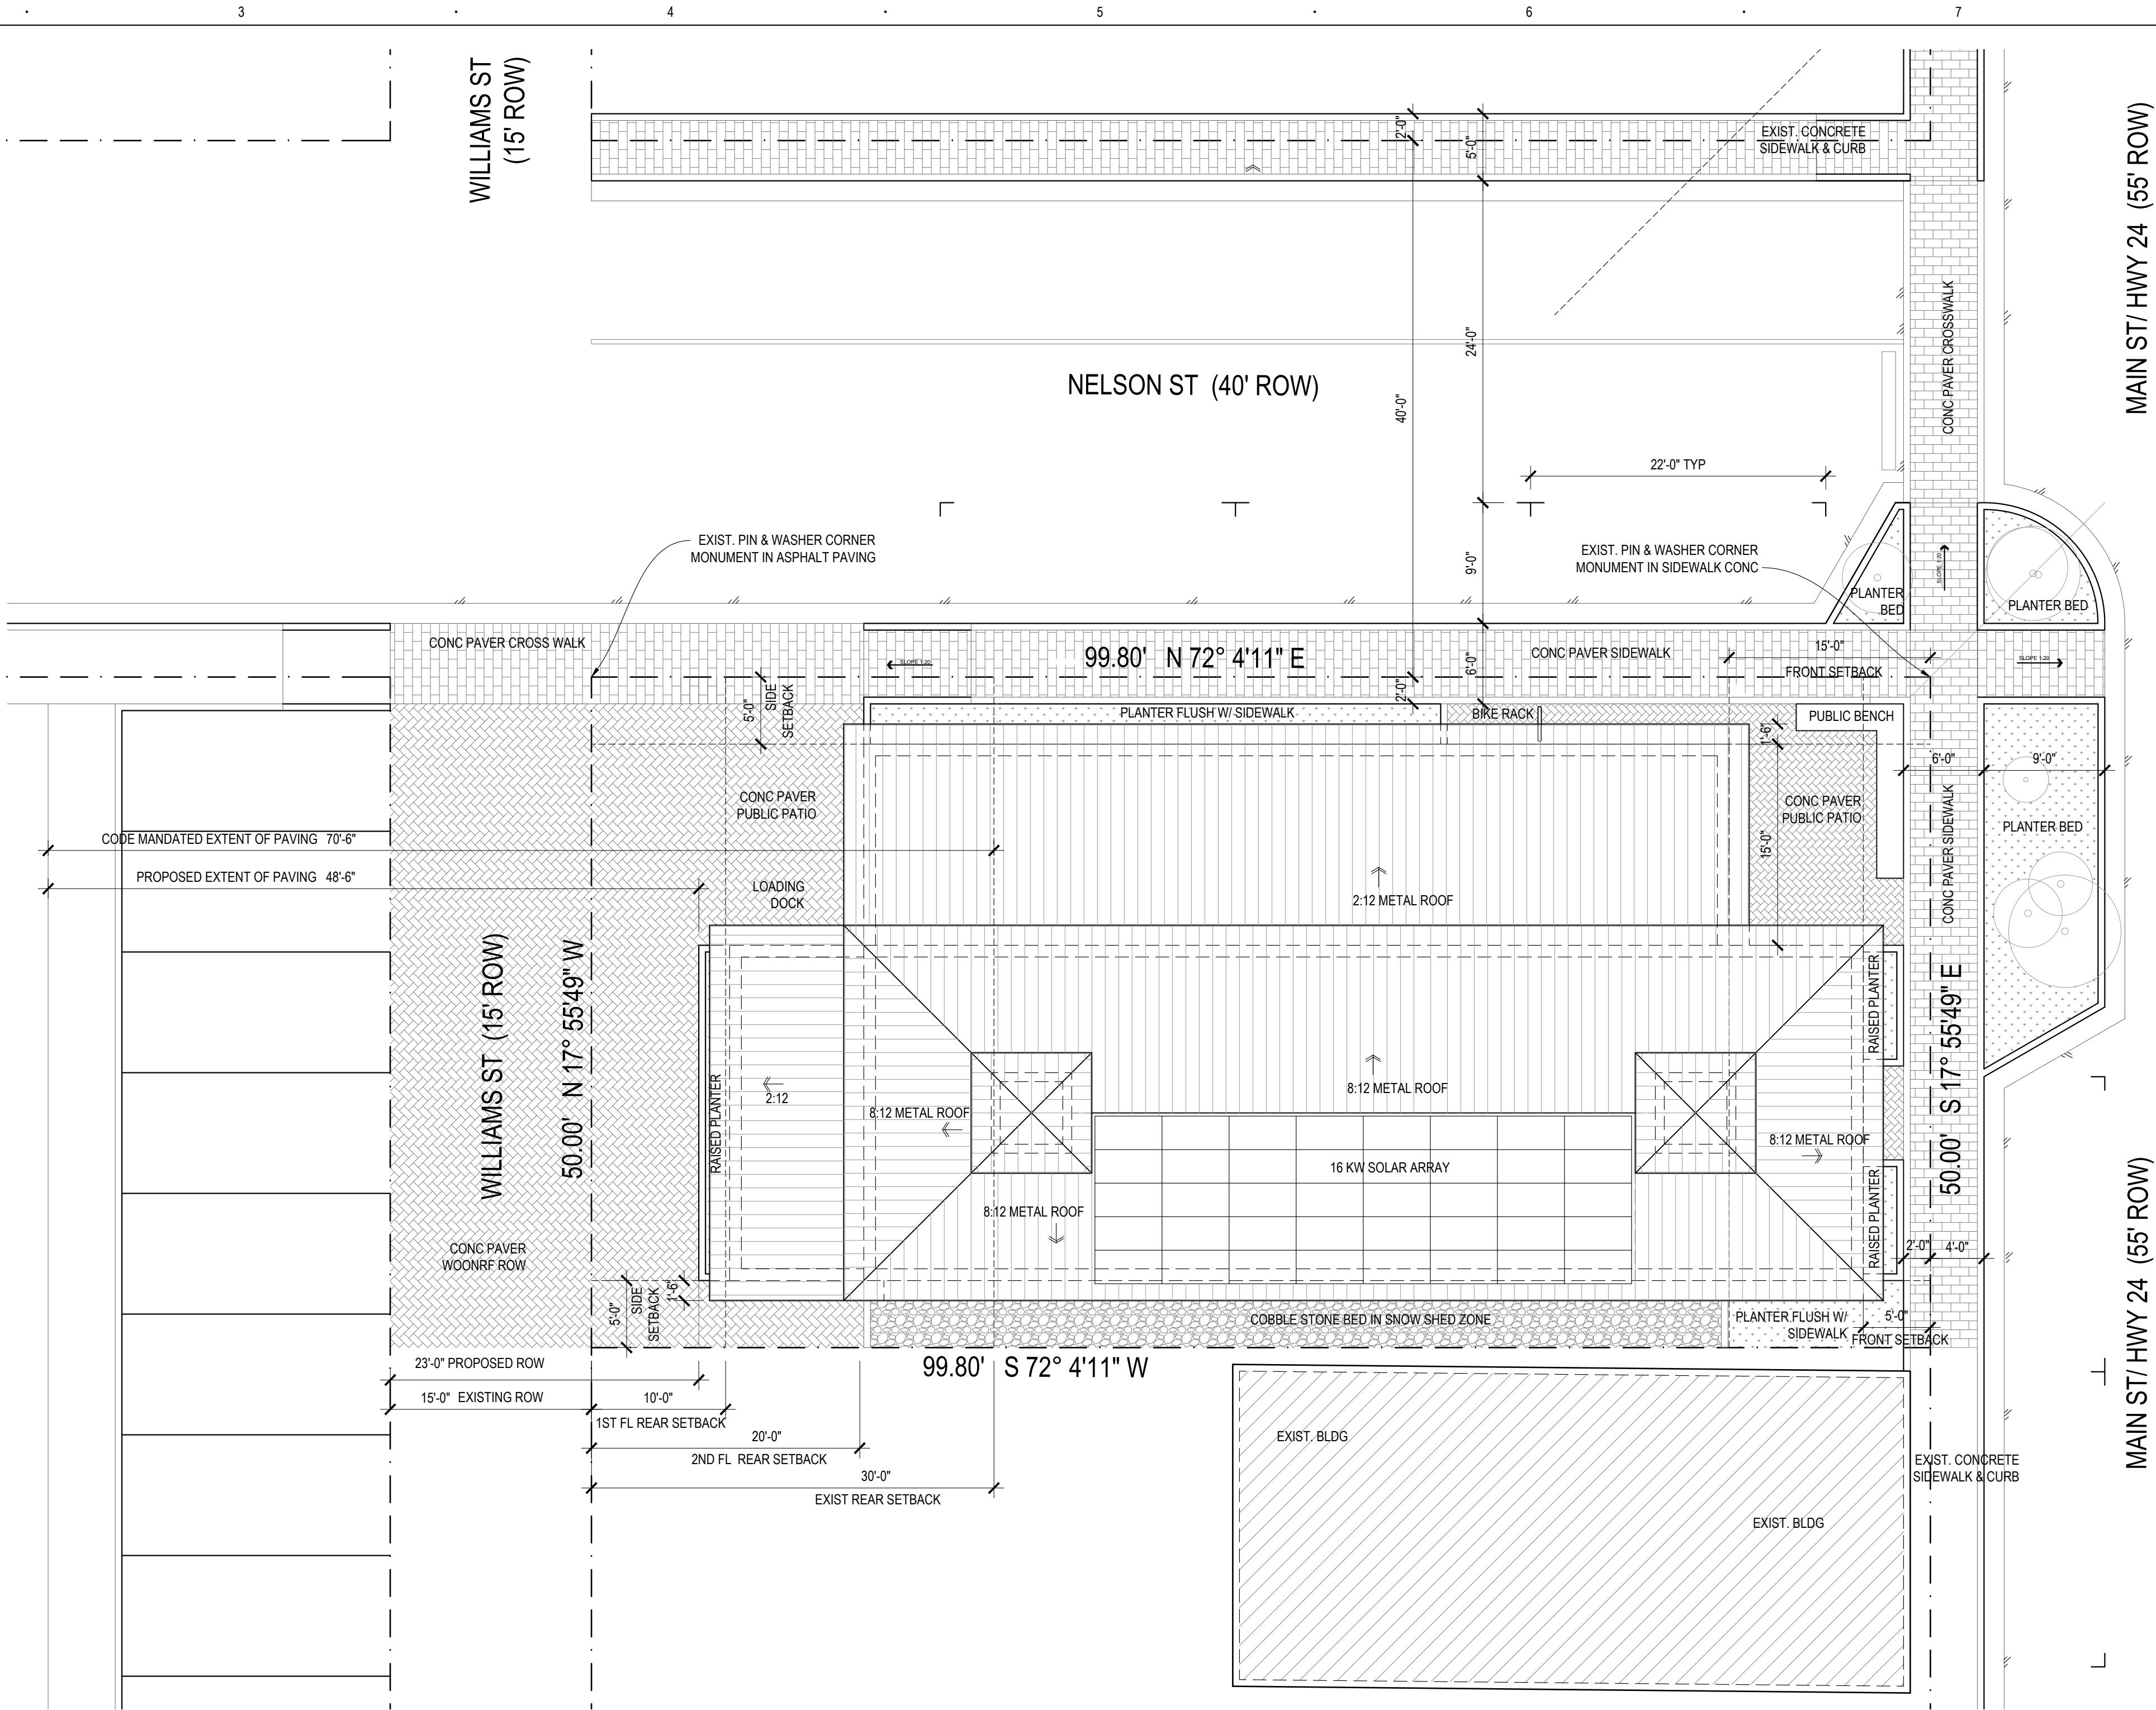 3
4
5
6
7
WILLIAMS ST
(15' ROW)
MAIN ST/ HWY 24 (55' ROW)
2'-0"
5'-0"
EXIST. CONCRETE
SIDEWALK & CURB
CONC PAVER CROSSWALK
24'-0"
NELSON ST (40' ROW)
40'-0"
22'-0" TYP
EXIST. PIN & WASHER CORNER
MONUMENT IN ASPHALT PAVING
EXIST. PIN & WASHER CORNER
MONUMENT IN SIDEWALK CONC
9'-0"
SLOPE 1:20
PLANTER
BED
PLANTER BED
CONC PAVER CROSS WALK
SLOPE 1:20
99.80' N 72° 4'11" E
6'-0"
CONC PAVER SIDEWALK
15'-0"
FRONT SETBACK
SLOPE 1:20
5'-0"
SIDE
SETBACK
2'-0"
PLANTER FLUSH W/ SIDEWALK
BIKE RACK
PUBLIC BENCH
1'-6"
6'-0"
9'-0"
CONC PAVER
PUBLIC PATIO
CONC PAVER
PUBLIC PATIO
15'-0"
CONC PAVER SIDEWALK
PLANTER BED
CODE MANDATED EXTENT OF PAVING 70'-6"
PROPOSED EXTENT OF PAVING 48'-6"
LOADING
DOCK
2:12 METAL ROOF
WILLIAMS ST (15' ROW)
50.00' N 17° 55'49" W
RAISED PLANTER
2:12
8:12 METAL ROOF
8:12 METAL ROOF
8:12 METAL ROOF
16 KW SOLAR ARRAY
8:12 METAL ROOF
RAISED PLANTER
RAISED PLANTER
50.00' S 17° 55'49" E
2'-0"
4'-0"
MAIN ST/ HWY 24 (55' ROW)
CONC PAVER
WOONRF ROW
5'-0"
SIDE
SETBACK
1'-6"
COBBLE STONE BED IN SNOW SHED ZONE
PLANTER FLUSH W/
SIDEWALK
5'-0"
FRONT SETBACK
99.80' S 72° 4'11" W
23'-0" PROPOSED ROW
15'-0" EXISTING ROW
10'-0"
1ST FL REAR SETBACK
20'-0"
2ND FL REAR SETBACK
30'-0"
EXIST REAR SETBACK
EXIST. BLDG
EXIST. BLDG
EXIST. CONCRETE
SIDEWALK & CURB